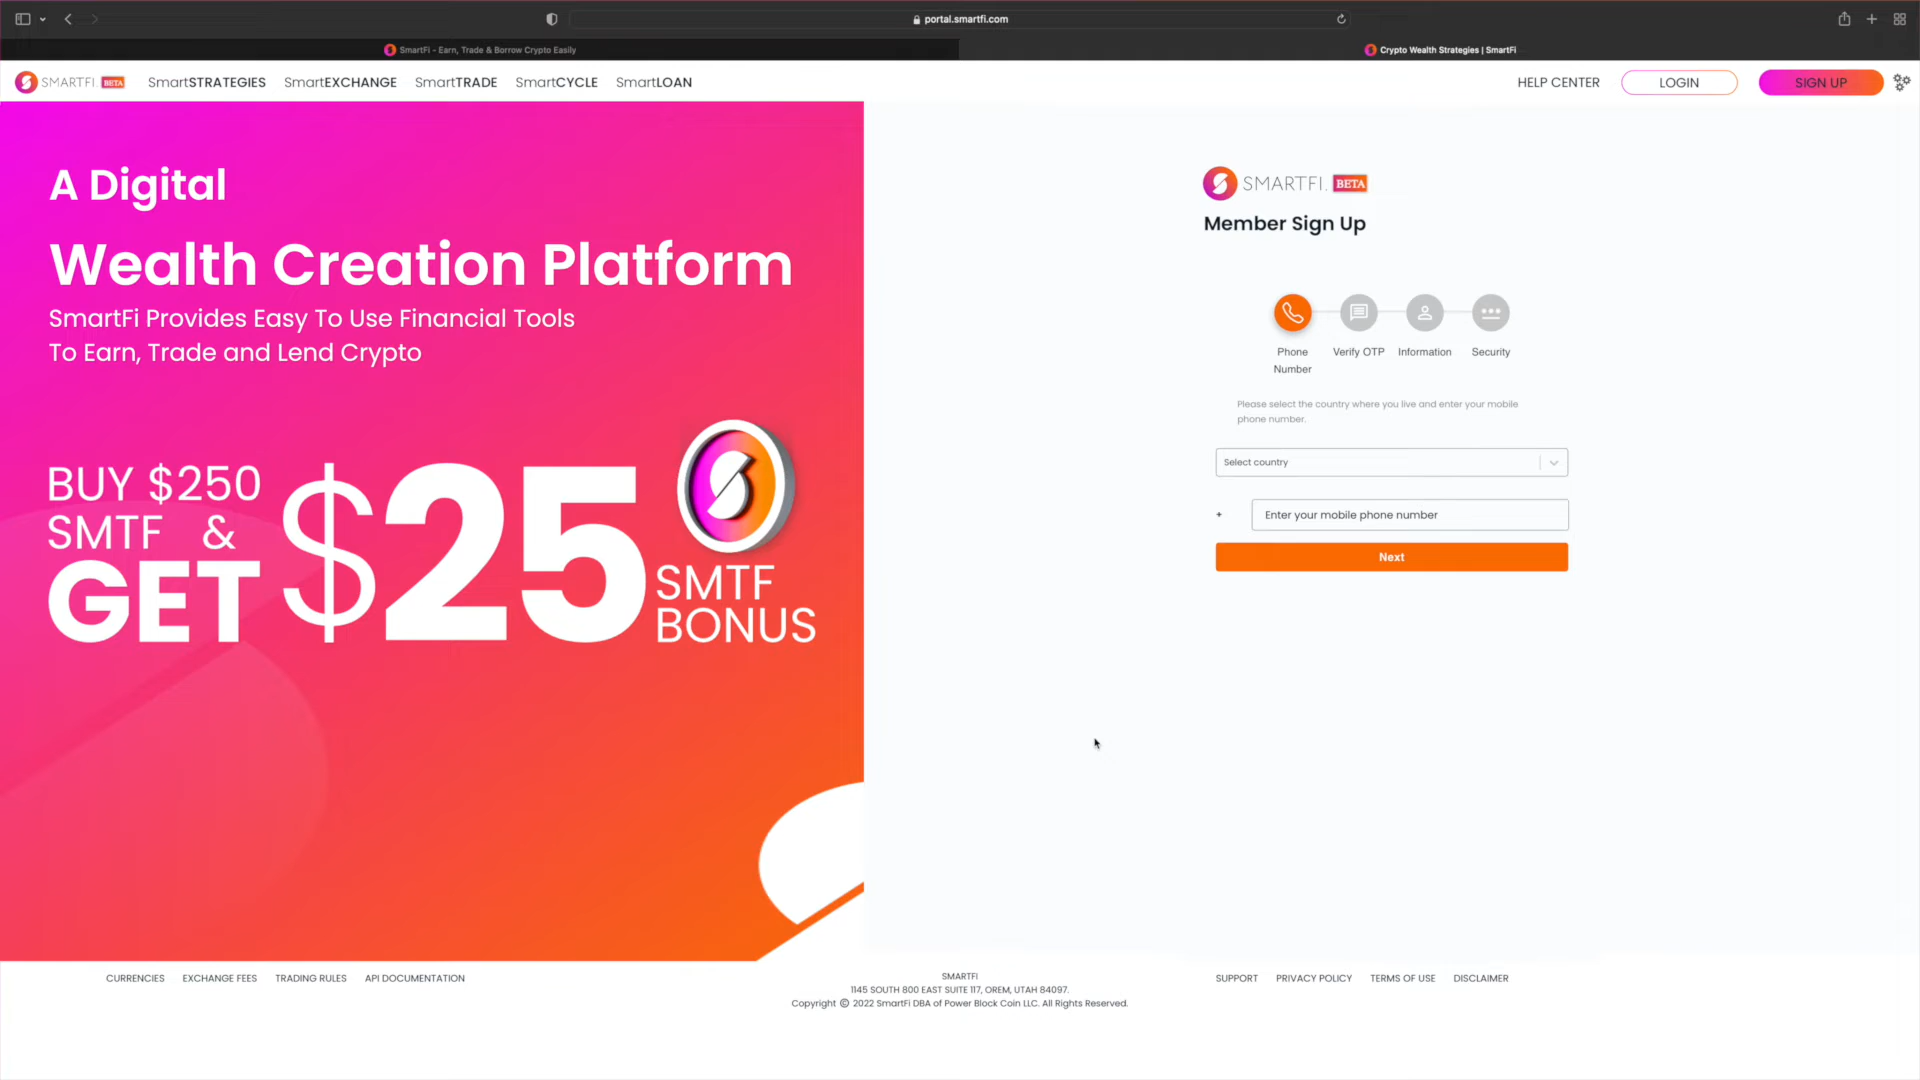 portal.smartfi.com
SmartFi - Earn, Trade & Borrow Crypto Easily
Crypto Wealth Strategies | SmartFi
SMARTFI. BETA
SmartSTRATEGIES
SmartEXCHANGE
SmartTRADE
SmartCYCLE
SmartLOAN
HELP CENTER
LOGIN
SIGN UP
A Digital
Wealth Creation Platform
SmartFi Provides Easy To Use Financial Tools
To Earn, Trade and Lend Crypto
BUY $250
SMTF &
GET
$25
SMTF
BONUS
SMARTFI. BETA
Member Sign Up
Phone
Number
Verify OTP
Information
Security
Please select the country where you live and enter your mobile
phone number.
Select country
+
Enter your mobile phone number
Next
CURRENCIES
EXCHANGE FEES
TRADING RULES
API DOCUMENTATION
SMARTFI
1145 SOUTH 800 EAST SUITE 117, OREM, UTAH 84097.
Copyright © 2022 SmartFi DBA of Power Block Coin LLC. All Rights Reserved.
SUPPORT
PRIVACY POLICY
TERMS OF USE
DISCLAIMER